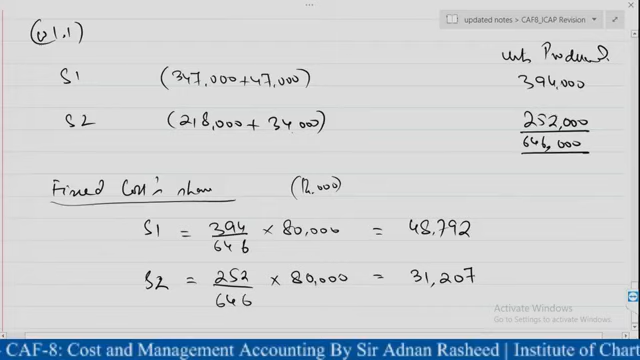 updated notes > CAF8_ICAP Revision
(W1.1)
Units Produced
S1 (347,000+47,000) 394,000
S2 (218,000+34,000) 252,000
646,000
Fixed Cost's share (R.000)
S1 = 394/646 × 80,000 = 48,792
S2 = 252/646 × 80,000 = 31,207
Activate Windows
Go to Settings to activate Windows.
- CAF-8: Cost and Management Accounting By Sir Adnan Rasheed | Institute of Chart